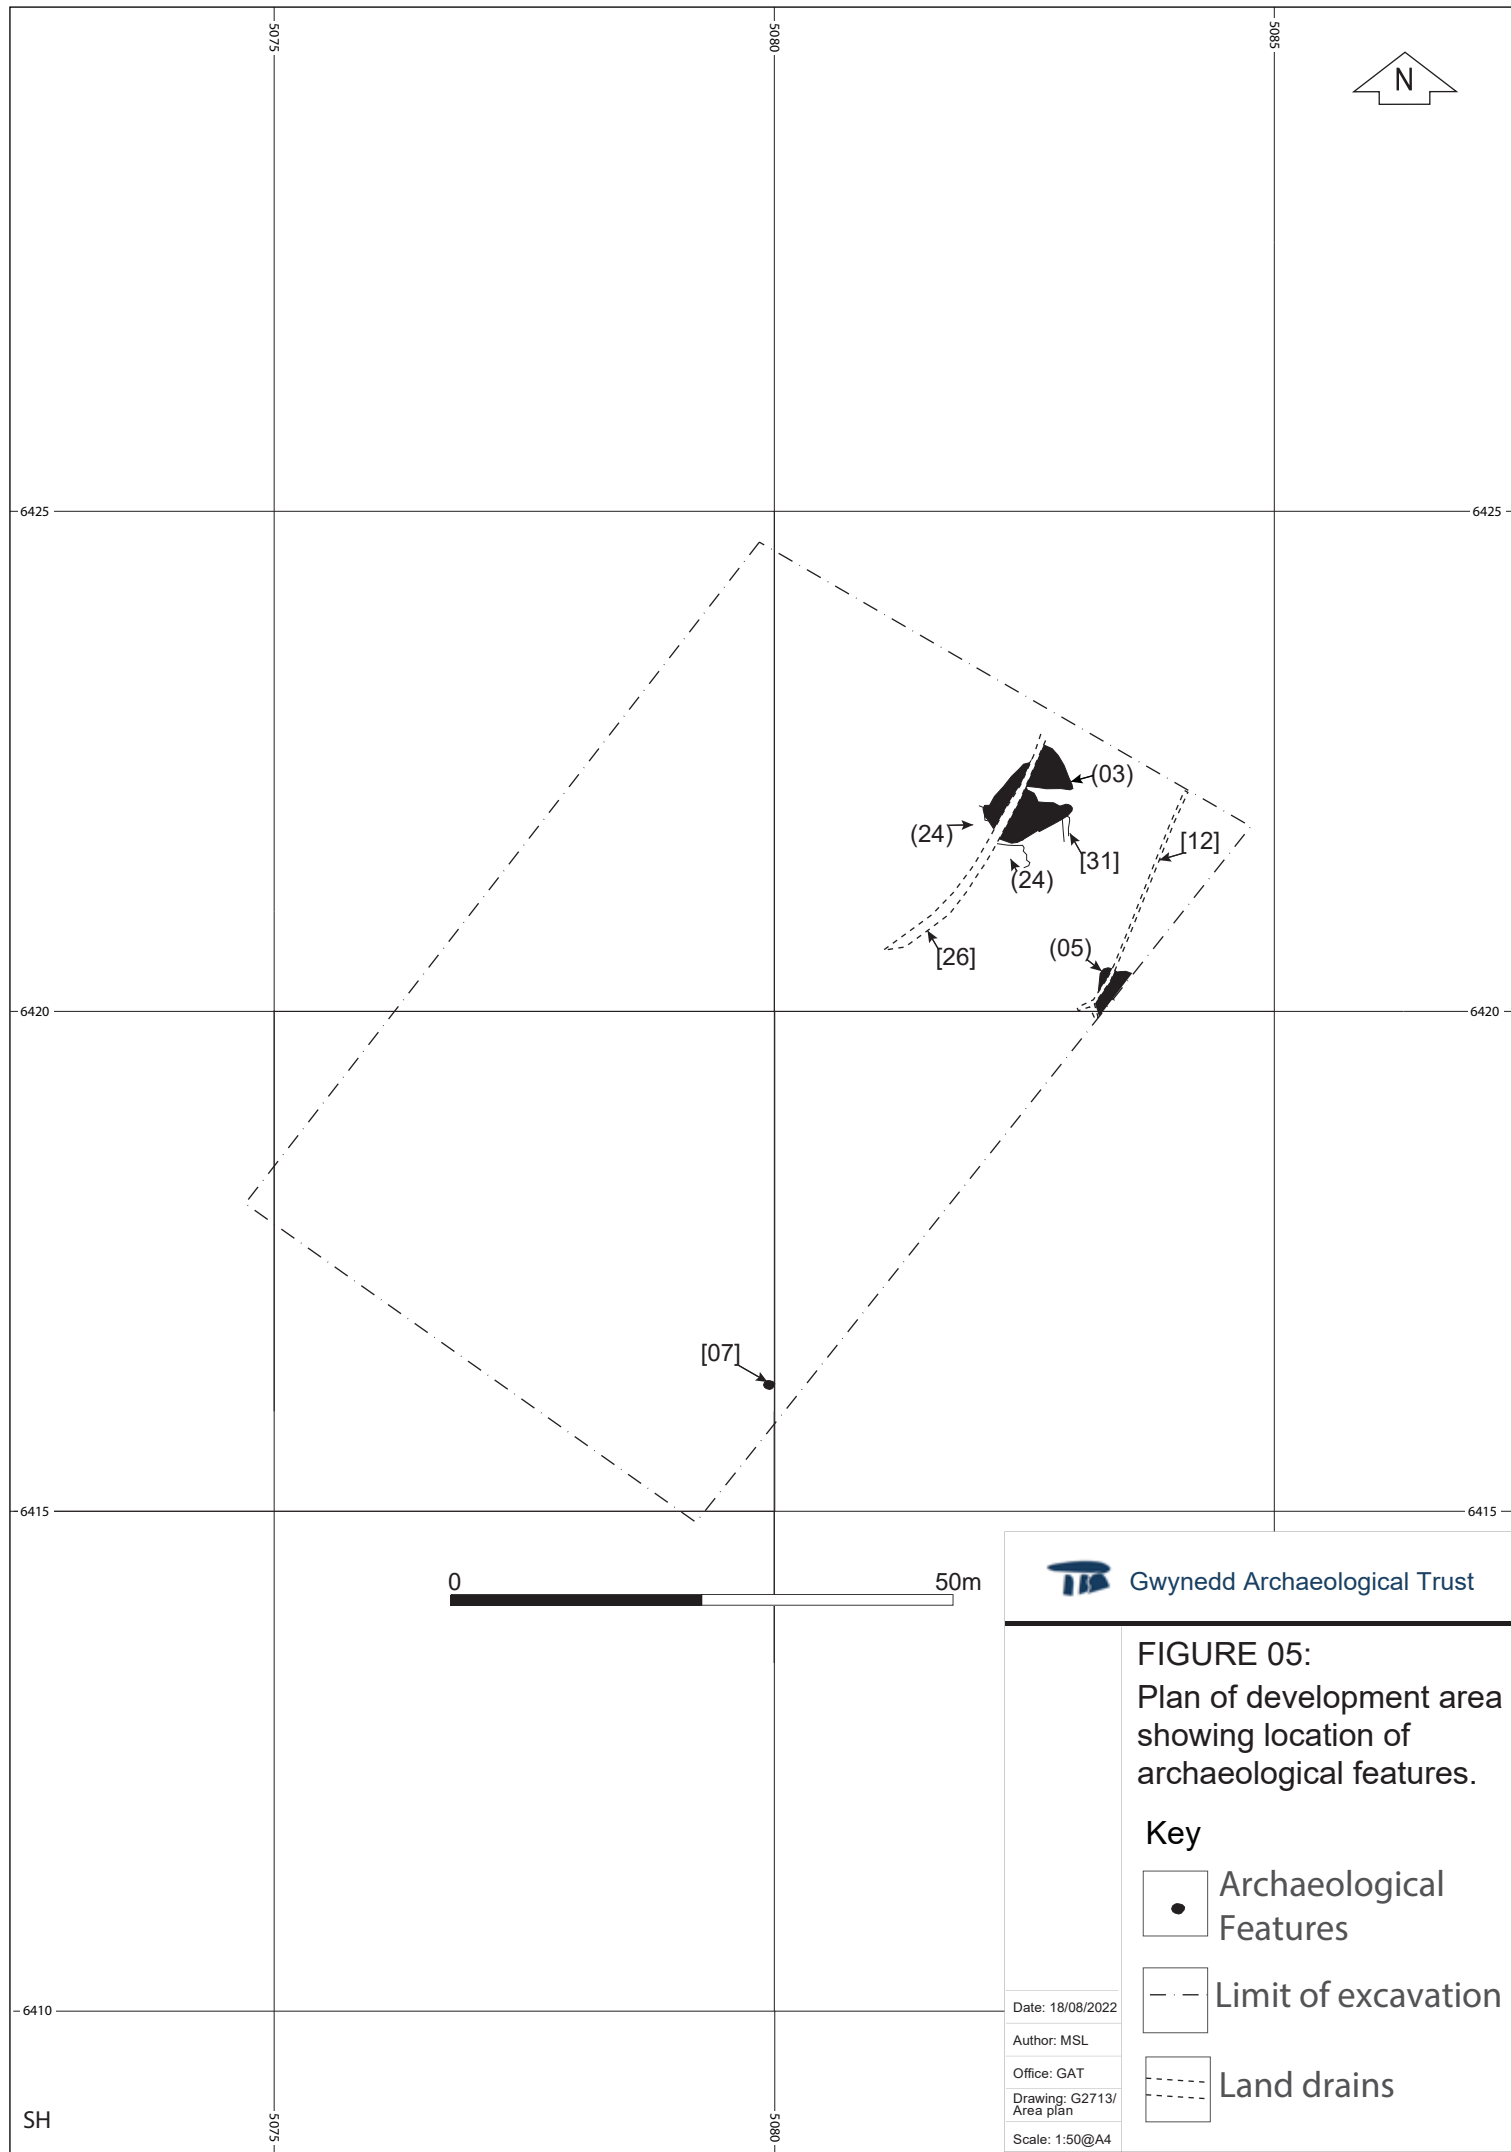 5075
5080
5085
N
6425
6425
(03)
(24)
[12]
[31]
(24)
(05)
[26]
6420
6420
[07]
6415
6415
0
50m
Gwynedd Archaeological Trust
FIGURE 05:
Plan of development area
showing location of
archaeological features.
Key
Archaeological
Features
Limit of excavation
Land drains
Date: 18/08/2022
Author: MSL
Office: GAT
Drawing: G2713/
Area plan
Scale: 1:50@A4
6410
SH
5075
5080